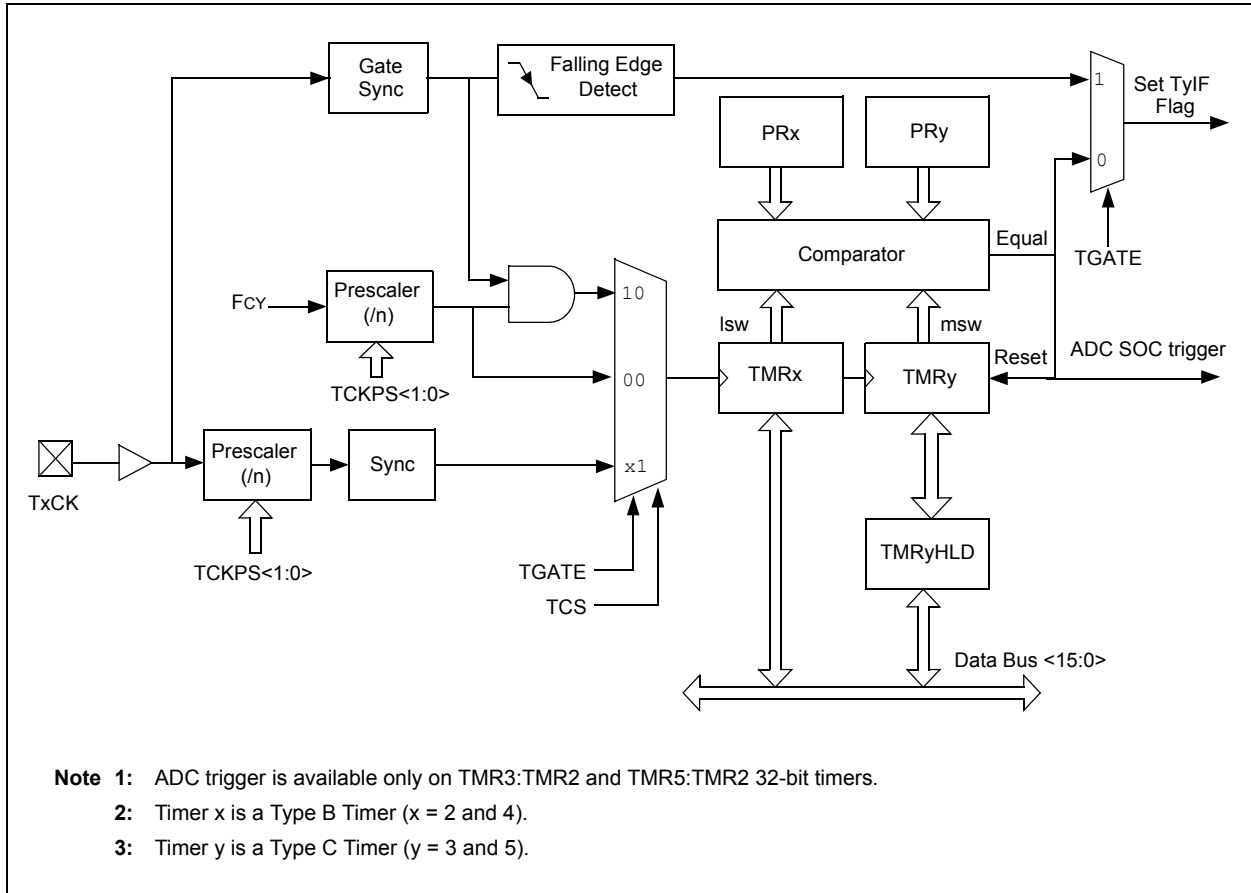 Gate
Sync
Falling Edge
Detect
1
Set TyIF
Flag
PRx
PRy
0
Equal
TGATE
Comparator
FCY
Prescaler
(/n)
10
lsw
msw
TCKPS<1:0>
00
TMRx
TMRy
Reset
ADC SOC trigger
TxCK
Prescaler
(/n)
Sync
x1
TCKPS<1:0>
TGATE
TCS
TMRyHLD
Data Bus <15:0>
Note 1: ADC trigger is available only on TMR3:TMR2 and TMR5:TMR2 32-bit timers.
2: Timer x is a Type B Timer (x = 2 and 4).
3: Timer y is a Type C Timer (y = 3 and 5).